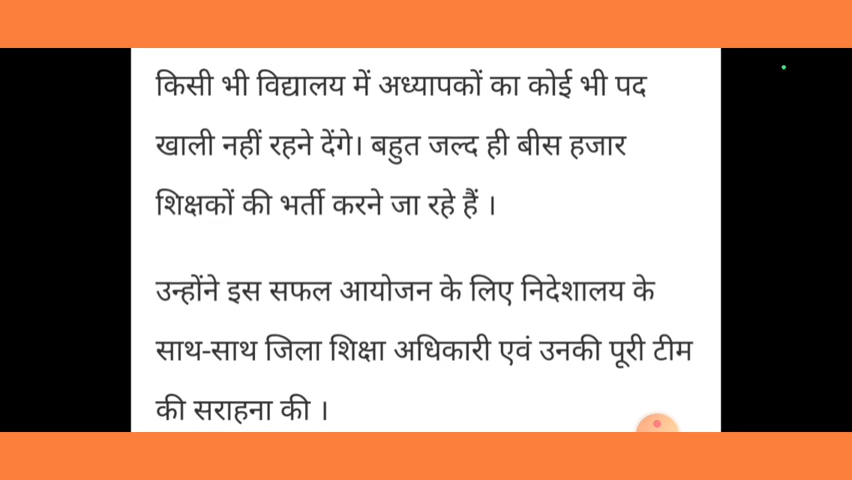 किसी भी विद्यालय में अध्यापकों का कोई भी पद
खाली नहीं रहने देंगे। बहुत जल्द ही बीस हजार
शिक्षकों की भर्ती करने जा रहे हैं ।
उन्होंने इस सफल आयोजन के लिए निदेशालय के
साथ-साथ जिला शिक्षा अधिकारी एवं उनकी पूरी टीम
की सराहना की ।